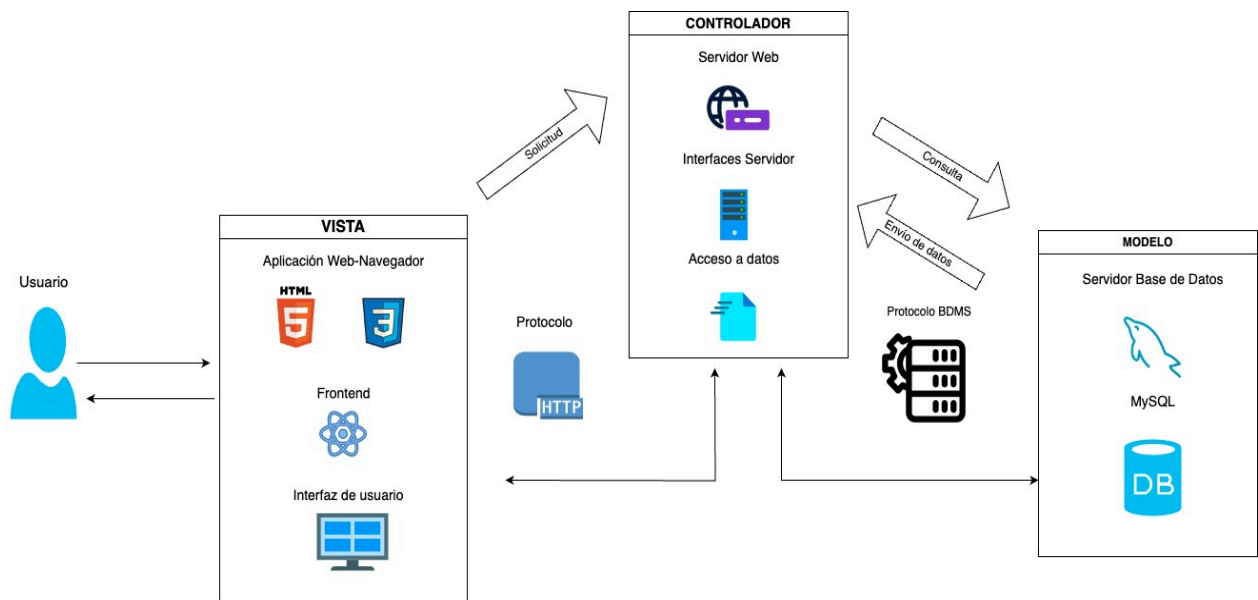 Usuario
VISTA
Aplicación Web-Navegador
HTML
5
3
Frontend
Interfaz de usuario
Solicitud
Protocolo
HTTP
CONTROLADOR
Servidor Web
Interfaces Servidor
Acceso a datos
Consulta
Envío de datos
Protocolo BDMS
MODELO
Servidor Base de Datos
MySQL
DB